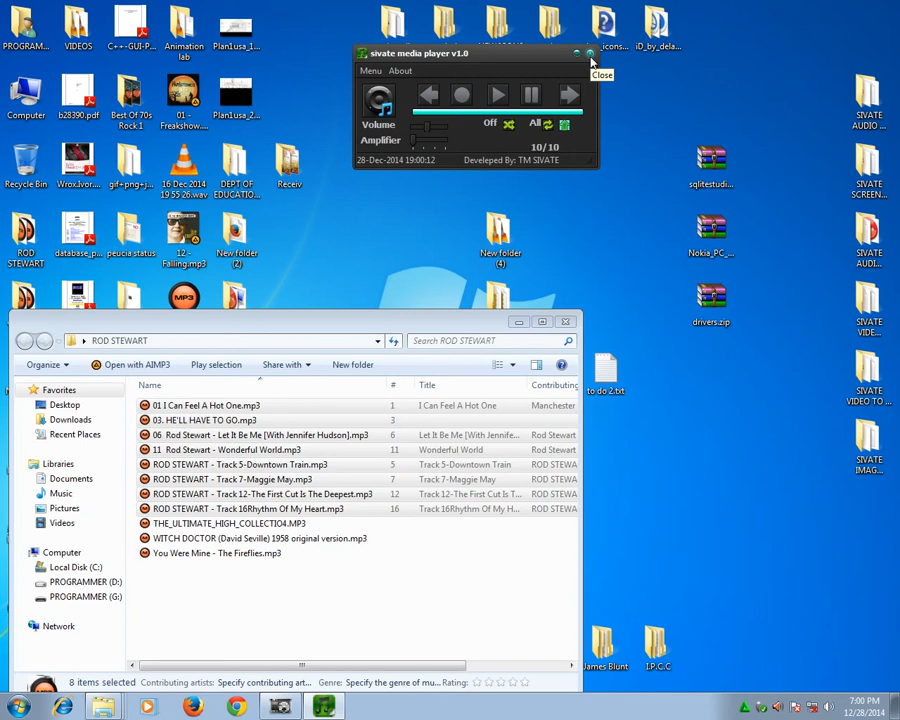 PROGRAM...
VIDEOS
C++-GUI-P...
Animation lab
Plan1usa_1...
_icons...
iD_by_dela...
sivate media player v1.0
Close
Menu About
Volume
Off
All
Amplifier
10/10
28-Dec-2014 19:00:12
Developed By: TM SIVATE
Computer
b28390.pdf
Best Of 70s Rock 1
01 - Freakshow....
Plan1usa_2...
SIVATE AUDIO ...
Recycle Bin
Wrox.Ivor....
gif+png+j...
16 Dec 2014 19 55 26.wav
DEPT OF EDUCATIO...
Receiv
sqlitestudi...
SIVATE SCREEN...
ROD STEWART
database_p...
peucia status
12 - Falling.mp3
New folder (2)
New folder (4)
Nokia_PC_...
SIVATE AUDI...
MP3
drivers.zip
SIVATE VIDE...
to do 2.txt
SIVATE VIDEO TO ...
SIVATE IMAG...
James Blunt
I.P.C.C
ROD STEWART
Search ROD STEWART
Organize
Open with AIMP3
Play selection
Share with
New folder
Favorites
Desktop
Downloads
Recent Places
Libraries
Documents
Music
Pictures
Videos
Computer
Local Disk (C:)
PROGRAMMER (D:)
PROGRAMMER (G:)
Network
Name # Title Contributing
01 I Can Feel A Hot One.mp3 1 I Can Feel A Hot One Manchester
03. HE'LL HAVE TO GO.mp3 3
06 Rod Stewart - Let It Be Me [With Jennifer Hudson].mp3 6 Let It Be Me [With Jennife... ROD STEWA
11 Rod Stewart - Wonderful World.mp3 11 Wonderful World ROD STEWA
ROD STEWART - Track 5-Downtown Train.mp3 5 Track 5-Downtown Train ROD STEWA
ROD STEWART - Track 7-Maggie May.mp3 7 Track 7-Maggie May ROD STEWA
ROD STEWART - Track 12-The First Cut Is The Deepest.mp3 12 Track 12-The First Cut Is T... ROD STEWA
ROD STEWART - Track 16Rhythm Of My Heart.mp3 16 Track 16Rhythm Of My H... ROD STEWA
THE_ULTIMATE_HIGH_COLLECTIO4.MP3
WITCH DOCTOR (David Seville) 1958 original version.mp3
You Were Mine - The Fireflies.mp3
8 items selected Contributing artists: Specify contributing art... Genre: Specify the genre of mu... Rating:
7:00 PM
12/28/2014